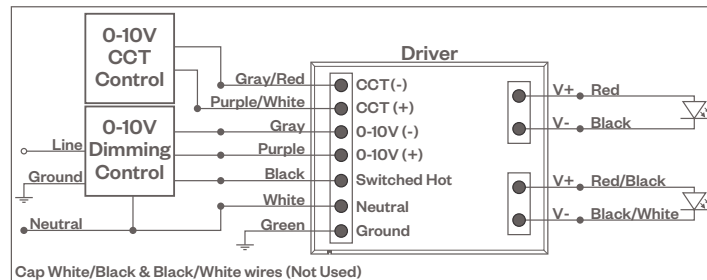 0-10V
CCT
Control
0-10V
Dimming
Control
Line
Ground
Neutral
Gray/Red
Purple/White
Gray
Purple
Black
White
Green
Driver
CCT(-)
CCT (+)
0-10V (-)
0-10V (+)
Switched Hot
Neutral
Ground
V+ Red
V- Black
V+ Red/Black
V- Black/White
Cap White/Black & Black/White wires (Not Used)